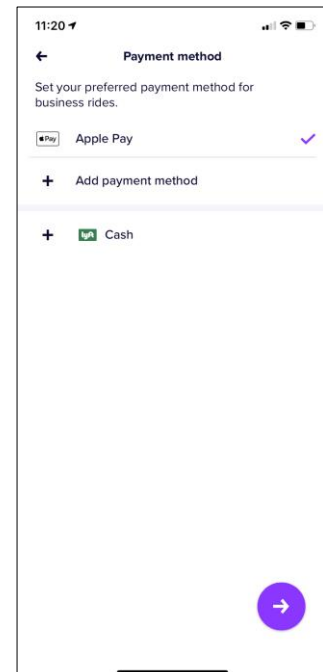 11:20
Payment method
Set your preferred payment method for
business rides.
Pay Apple Pay
Add payment method
lyft Cash